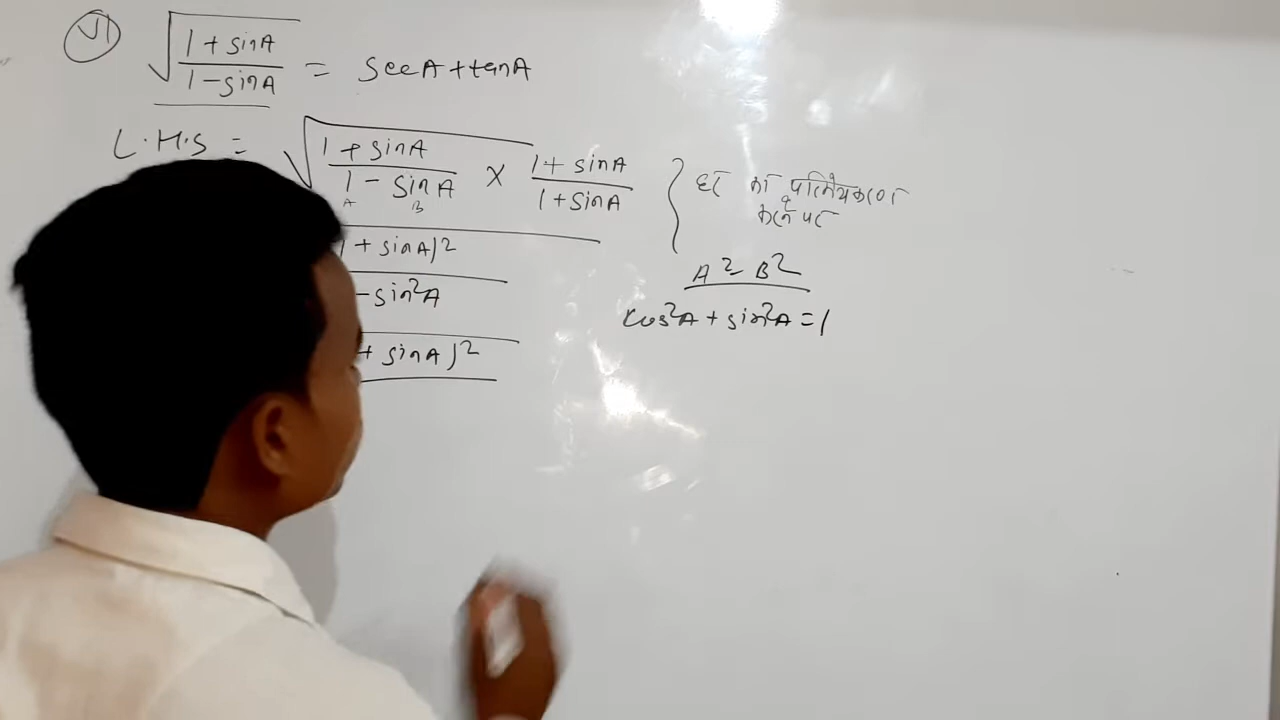 (VI) √((1+sinA)/(1-sinA)) = SecA+tanA
L.H.S = √((1+sinA)/(1-SinA) × (1+sinA)/(1+SinA)) } हर का परिमेयकरण
A B
करने पर
1+sinA)²
-sin²A
A²-B²
cos²A+sin²A=1
+sinA)²